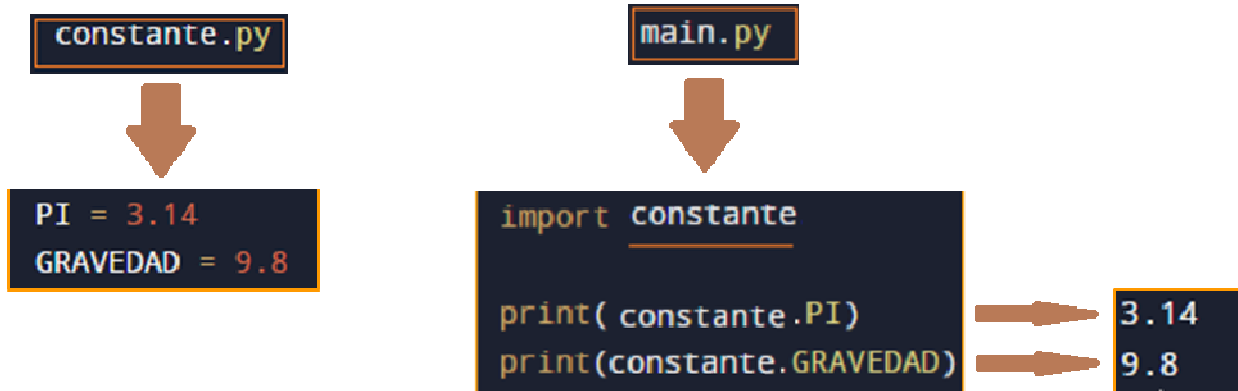 constante.py
PI = 3.14
GRAVEDAD = 9.8
main.py
import constante
print( constante.PI)
print(constante.GRAVEDAD)
3.14
9.8